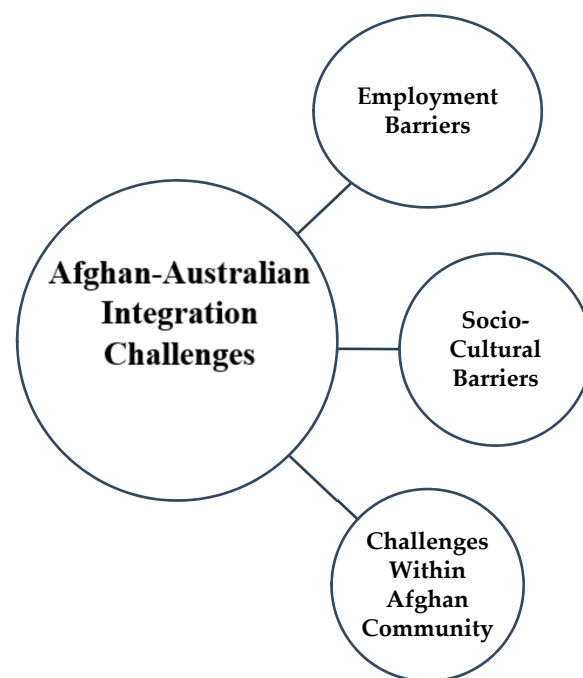 Employment
Barriers
Afghan-Australian
Integration
Challenges
Socio-
Cultural
Barriers
Challenges
Within
Afghan
Community